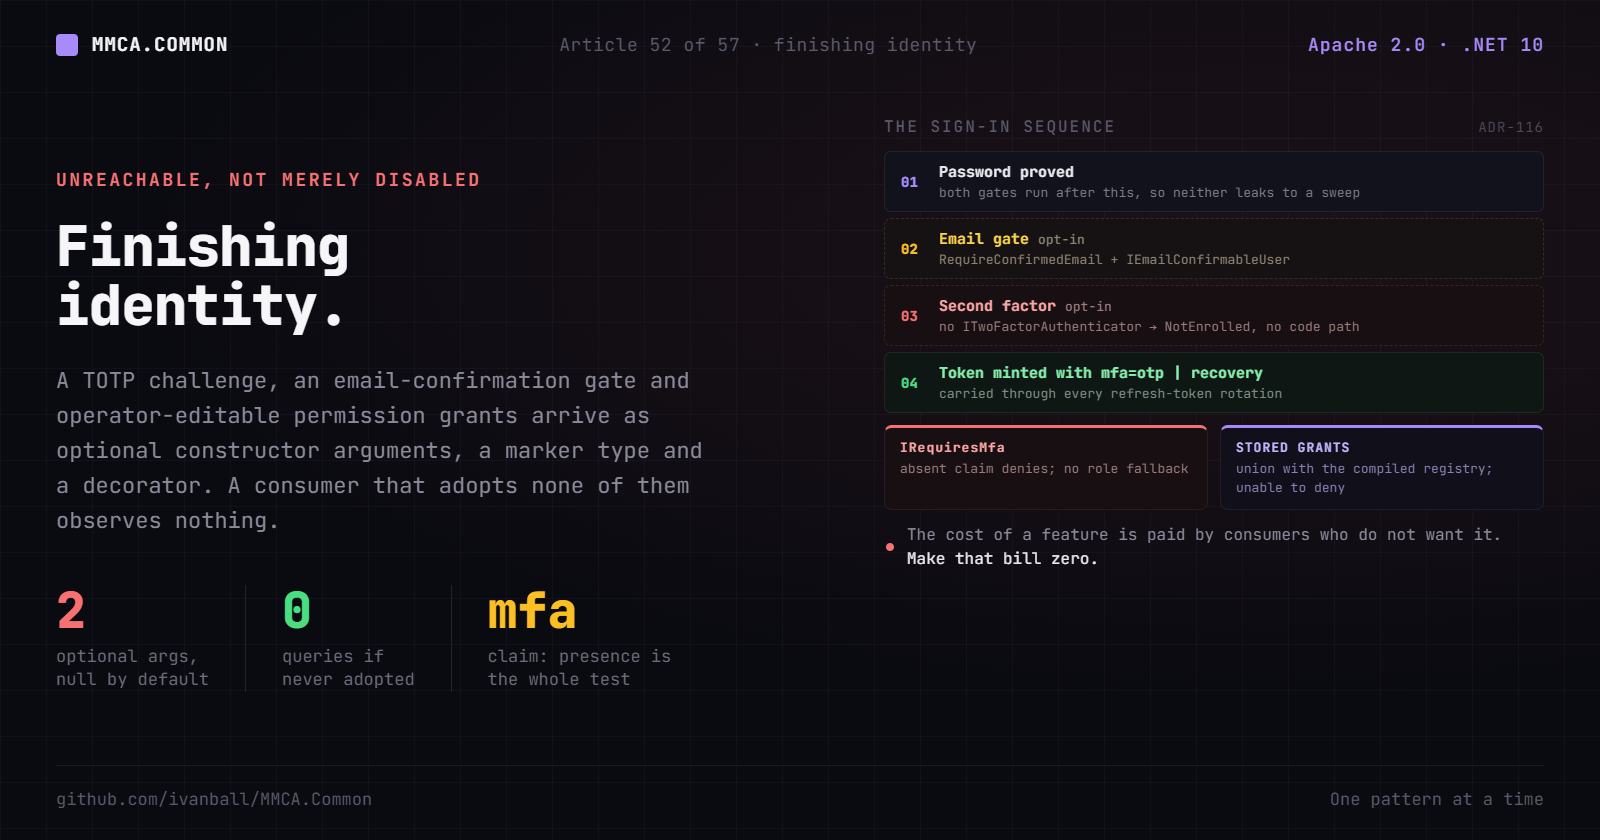 MMCA.COMMON
Article 52 of 57 · finishing identity
Apache 2.0 · .NET 10
UNREACHABLE, NOT MERELY DISABLED
Finishing
identity.
A TOTP challenge, an email-confirmation gate and
operator-editable permission grants arrive as
optional constructor arguments, a marker type and
a decorator. A consumer that adopts none of them
observes nothing.
2
optional args,
null by default
0
queries if
never adopted
mfa
claim: presence is
the whole test
THE SIGN-IN SEQUENCE
ADR-116
01
Password proved
both gates run after this, so neither leaks to a sweep
02
Email gate opt-in
RequireConfirmedEmail + IEmailConfirmableUser
03
Second factor opt-in
no ITwoFactorAuthenticator → NotEnrolled, no code path
04
Token minted with mfa=otp | recovery
carried through every refresh-token rotation
IRequiresMfa
absent claim denies; no role fallback
STORED GRANTS
union with the compiled registry;
unable to deny
The cost of a feature is paid by consumers who do not want it.
Make that bill zero.
github.com/ivanball/MMCA.Common
One pattern at a time